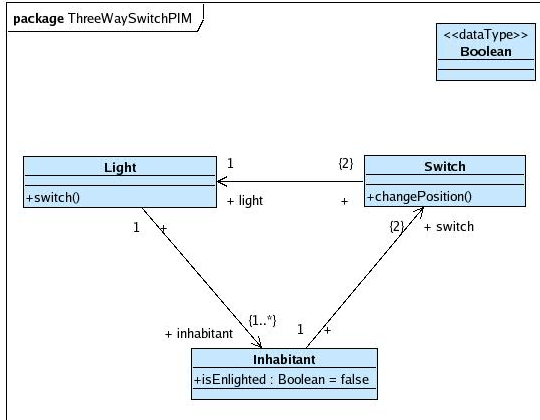 package ThreeWaySwitchPIM
<<dataType>>
Boolean
Light
+switch()
1
{2}
+ light
+
Switch
+changePosition()
1
+
{2}
+ switch
{1..*}
+ inhabitant
1
+
Inhabitant
+isEnlighted : Boolean = false